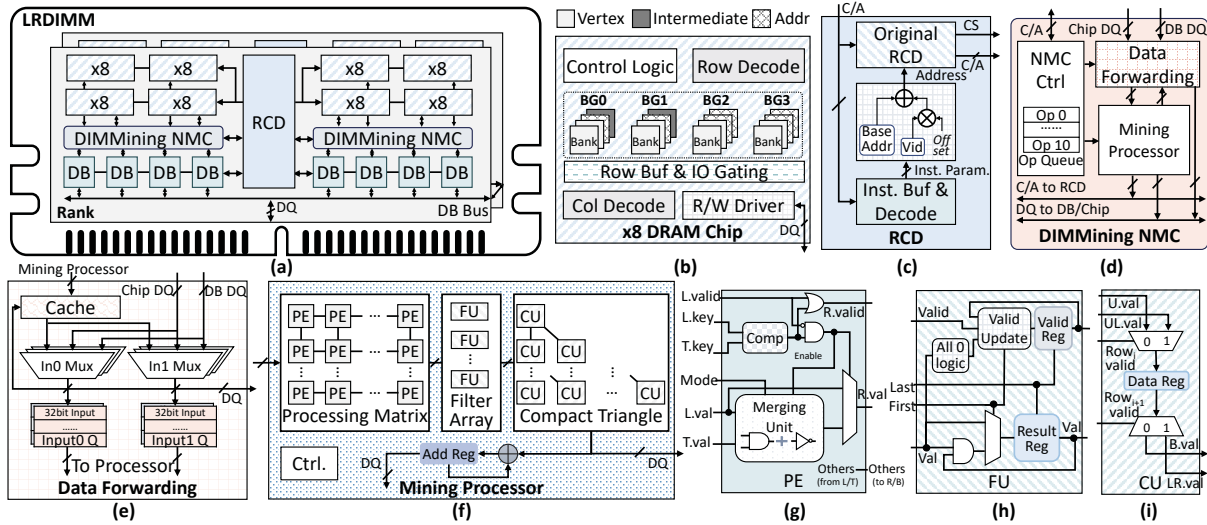 LRDIMM
x8
x8
x8
x8
x8
x8
x8
x8
RCD
DIMMining NMC
DIMMining NMC
DB
DB
DB
DB
DB
DB
DB
DB
Rank
DQ
DB Bus
(a)
Vertex
Intermediate
Addr
Control Logic
Row Decode
BG0
BG1
BG2
BG3
Bank
Bank
Bank
Bank
Row Buf & IO Gating
Col Decode
R/W Driver
x8 DRAM Chip
DQ
(b)
C/A
Original
RCD
CS
C/A
Address
Base
Addr
Vid
Off
set
Inst. Param.
Inst. Buf &
Decode
RCD
(c)
C/A
Chip DQ
DB DQ
NMC
Ctrl
Data
Forwarding
Op 0
......
Op 10
Op Queue
Mining
Processor
C/A to RCD
DQ to DB/Chip
DIMMining NMC
(d)
Mining Processor
Chip DQ
DB DQ
Cache
In0 Mux
In1 Mux
DQ
32bit Input
......
Input0 Q
32bit Input
......
Input1 Q
To Processor
Data Forwarding
(e)
PE
PE
...
PE
PE
PE
...
PE
PE
PE
...
PE
Processing Matrix
FU
FU
FU
Filter
Array
CU
CU
CU
CU
CU
...
CU
Compact Triangle
Ctrl.
DQ
Add Reg
DQ
Mining Processor
(f)
L.valid
L.key
T.key
Comp
R.valid
Enable
Mode
L.val
T.val
Merging
Unit
R.val
Others
(from L/T)
Others
(to R/B)
PE
(g)
Valid
Valid
Update
Valid
Reg
All 0
logic
Last
First
Result
Reg
Val
Val
FU
(h)
U.val
UL.val
0 1
Row i
valid
Data Reg
Row i+1
valid
0 1
B.val
LR.val
CU
(i)